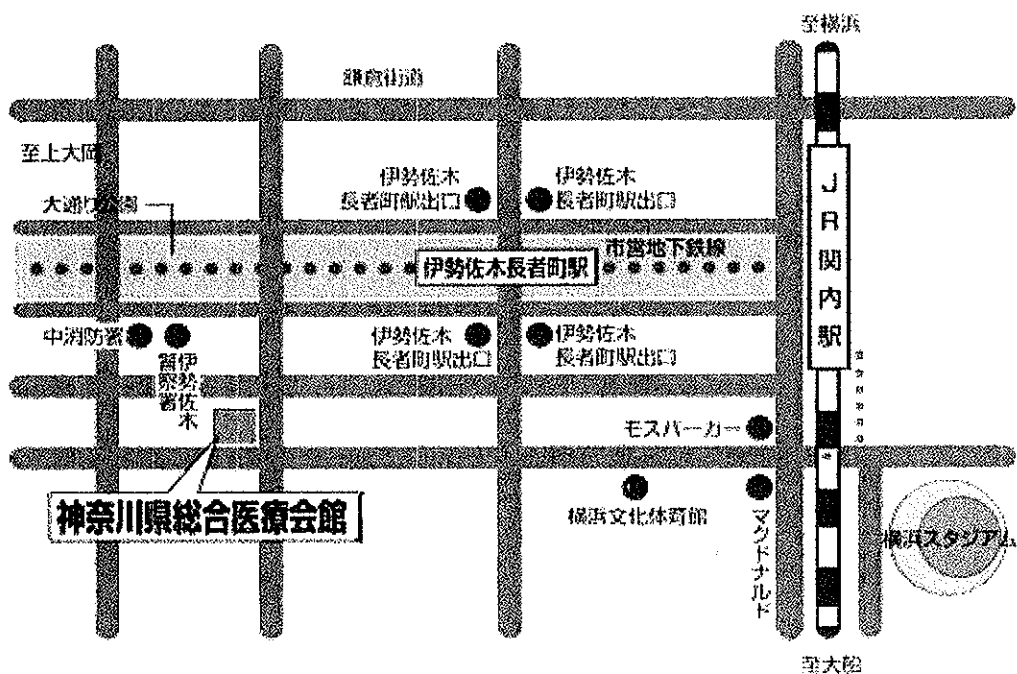 至横浜
鎌倉街道
至上大岡
伊勢佐木
長者町駅出口
伊勢佐木
長者町駅出口
大通り公園
市営地下鉄線
伊勢佐木長者町駅
JR関内駅
中消防署
伊勢佐木
警察署
伊勢佐木
長者町駅出口
伊勢佐木
長者町駅出口
モスバーガー
神奈川県総合医療会館
横浜文化体育館
マクドナルド
横浜スタジアム
至大船